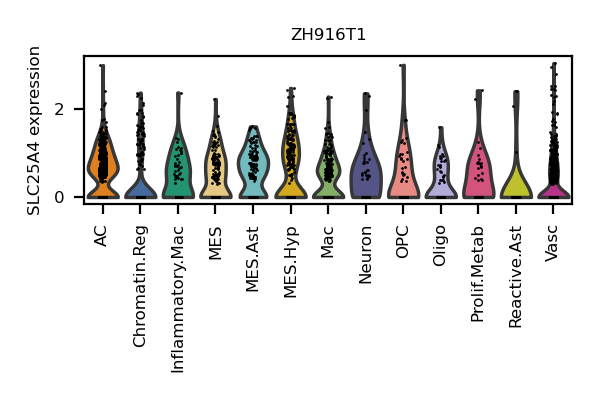 ZH916T1
SLC25A4 expression
2
0
AC
Chromatin.Reg
Inflammatory.Mac
MES
MES.Ast
MES.Hyp
Mac
Neuron
OPC
Oligo
Prolif.Metab
Reactive.Ast
Vasc